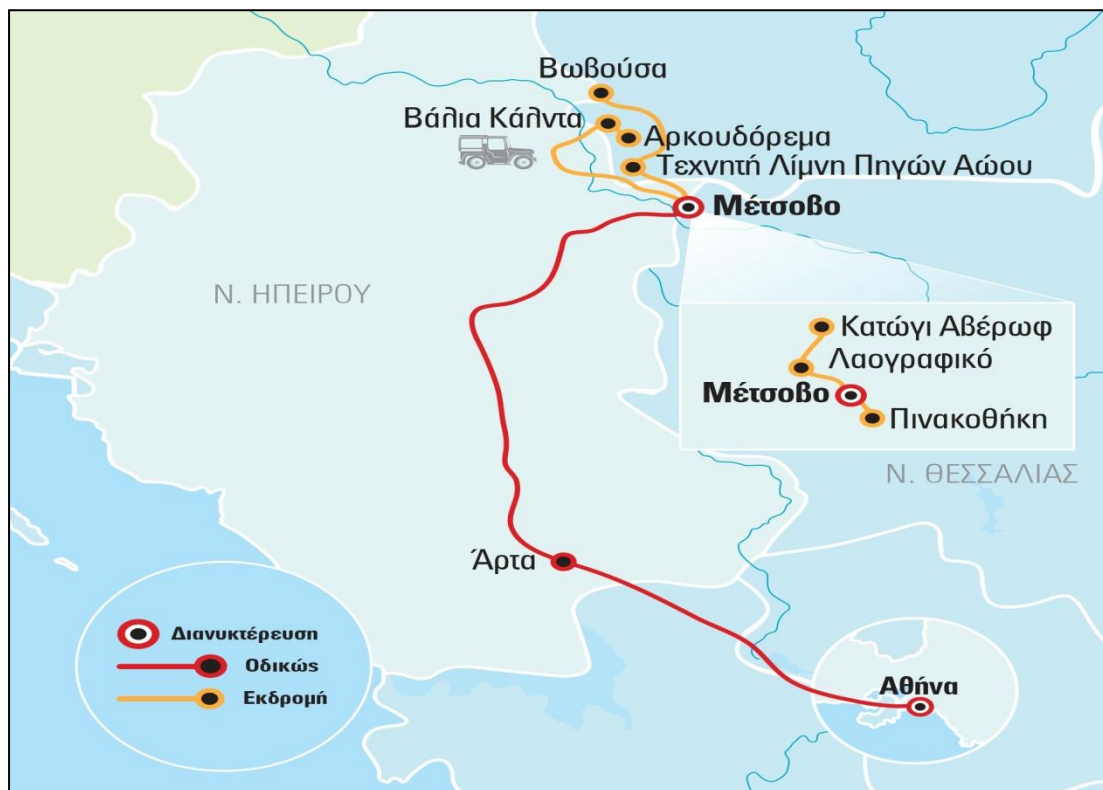 Βωβούσα
Βάλια Κάλντα
Αρκουδόρεμα
Τεχνητή Λίμνη Πηγών Αώου
Μέτσοβο
Ν. ΗΠΕΙΡΟΥ
Κατώγι Αβέρωφ
Λαογραφικό
Μέτσοβο
Πινακοθήκη
Ν. ΘΕΣΣΑΛΙΑΣ
Άρτα
Διανυκτέρευση
Οδικώς
Εκδρομή
Αθήνα